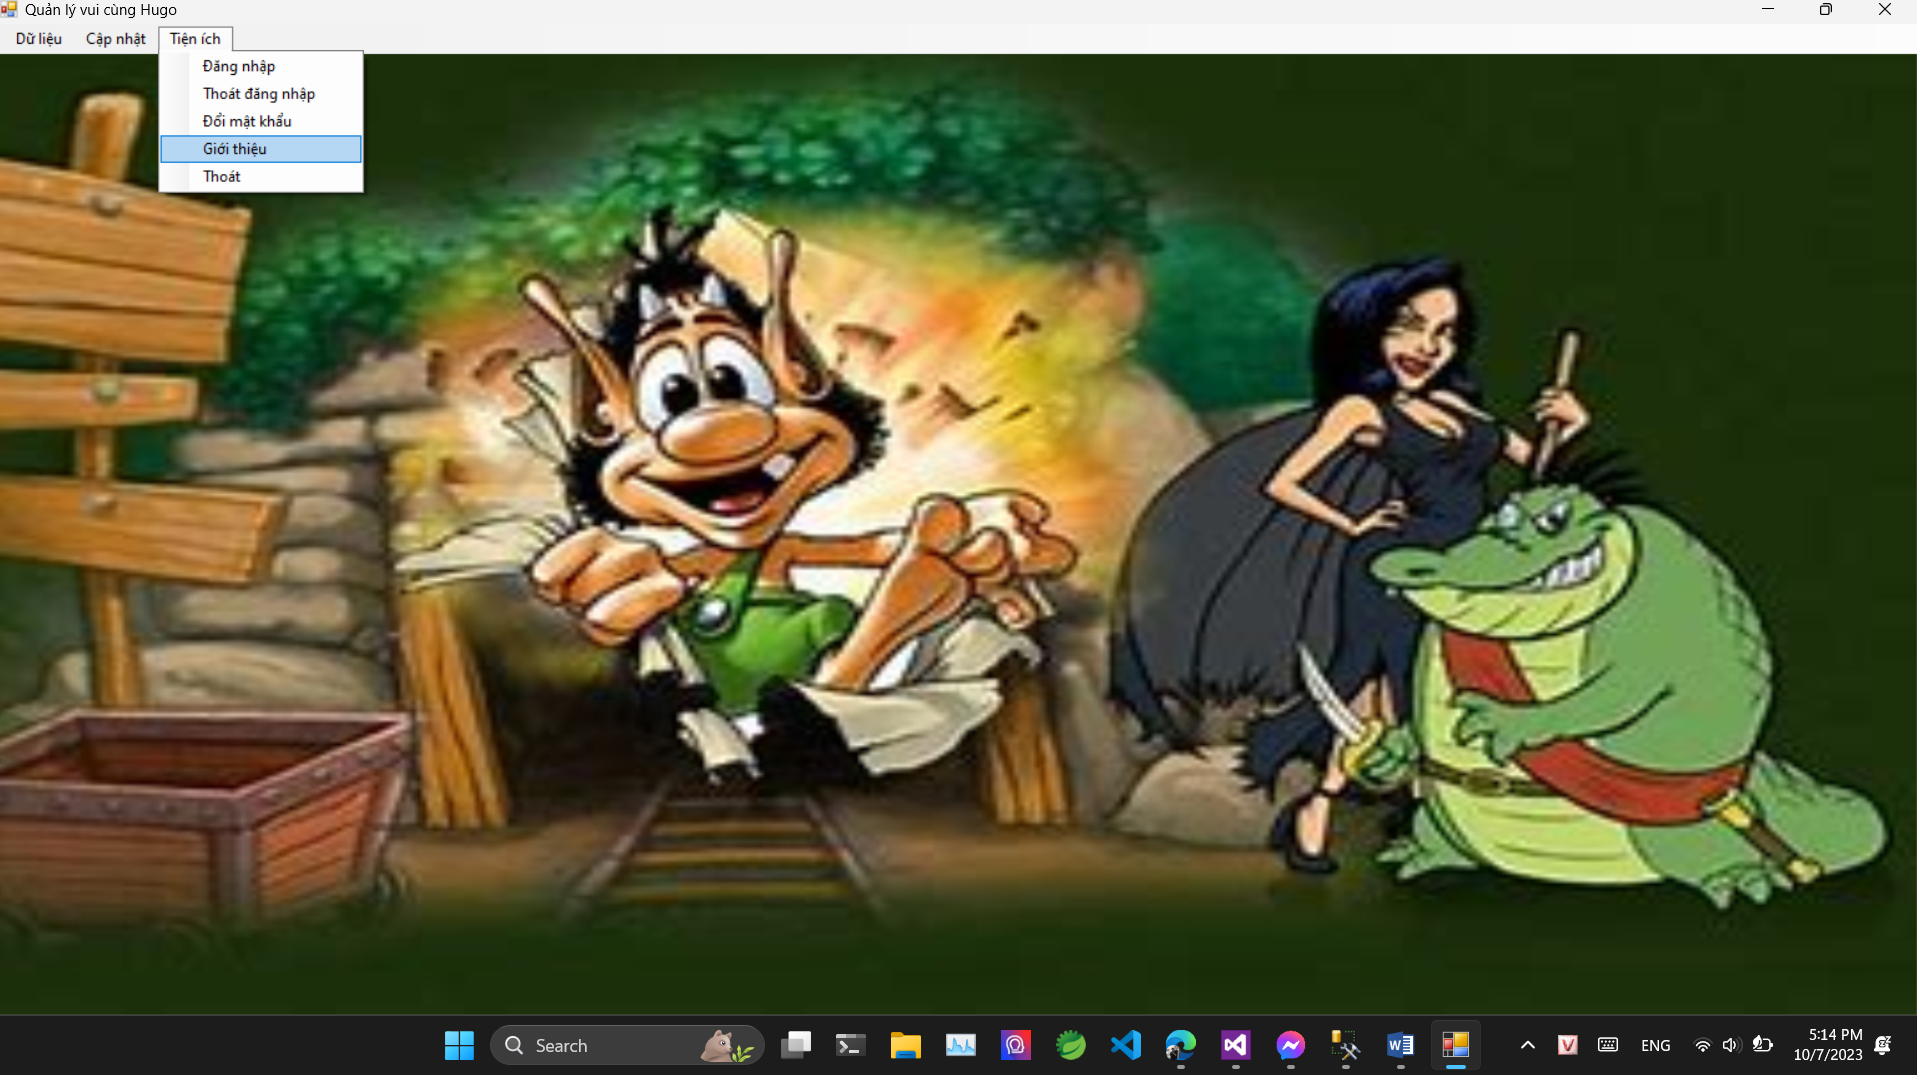 Quản lý vui cùng Hugo
Dữ liệu Cập nhật Tiện ích
Đăng nhập
Thoát đăng nhập
Đổi mật khẩu
Giới thiệu
Thoát
Search
ENG
5:14 PM
10/7/2023